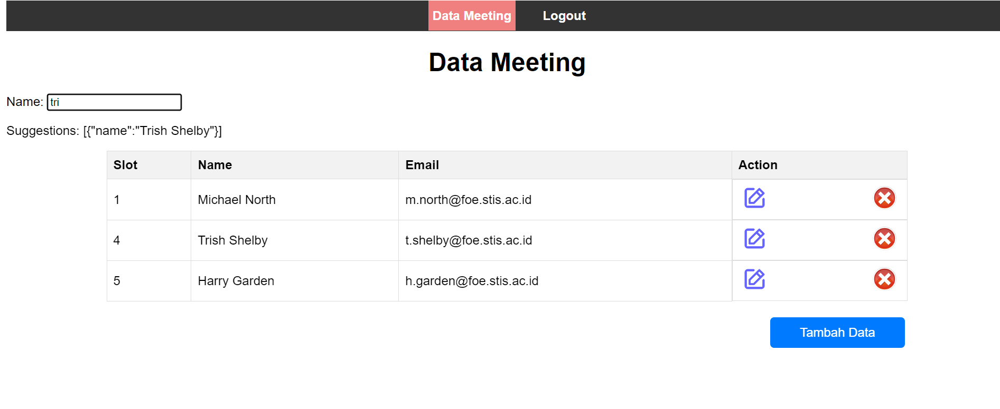 Data Meeting Logout
Data Meeting
Name: tri
Suggestions: [{"name":"Trish Shelby"}]
Slot Name Email Action
1 Michael North m.north@foe.stis.ac.id
4 Trish Shelby t.shelby@foe.stis.ac.id
5 Harry Garden h.garden@foe.stis.ac.id
Tambah Data